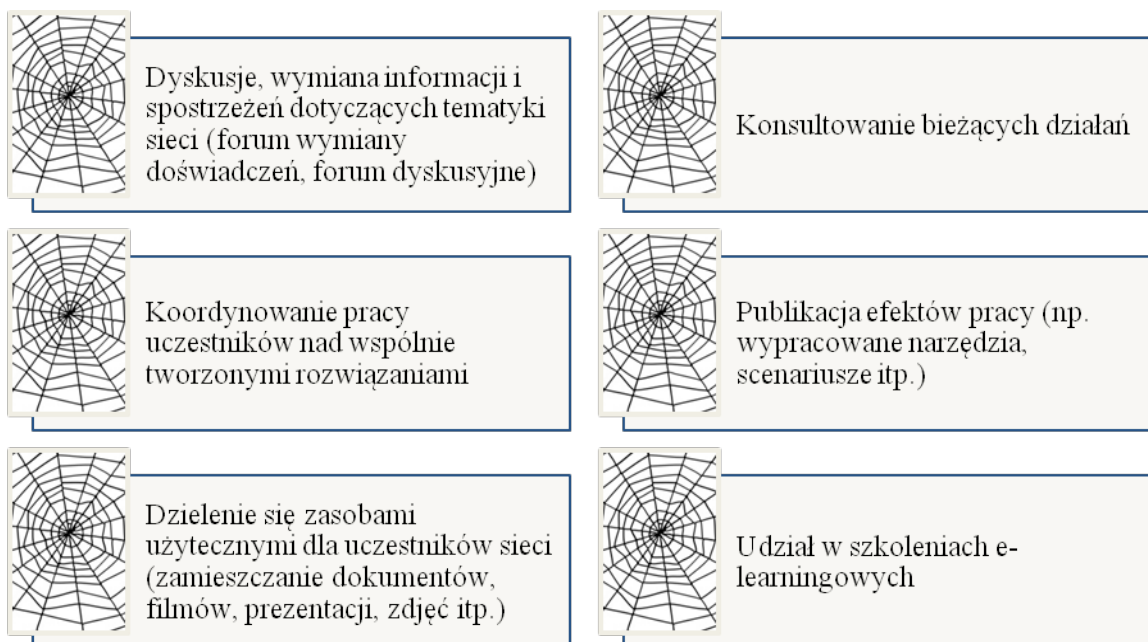 Dyskusje, wymiana informacji i
spostrzeżeń dotyczących tematyki
sieci (forum wymiany
doświadczeń, forum dyskusyjne)
Konsultowanie bieżących działań
Koordynowanie pracy
uczestników nad wspólnie
tworzonymi rozwiązaniami
Publikacja efektów pracy (np.
wypracowane narzędzia,
scenariusze itp.)
Dzielenie się zasobami
użytecznymi dla uczestników sieci
(zamieszczanie dokumentów,
filmów, prezentacji, zdjęć itp.)
Udział w szkoleniach e-
learningowych